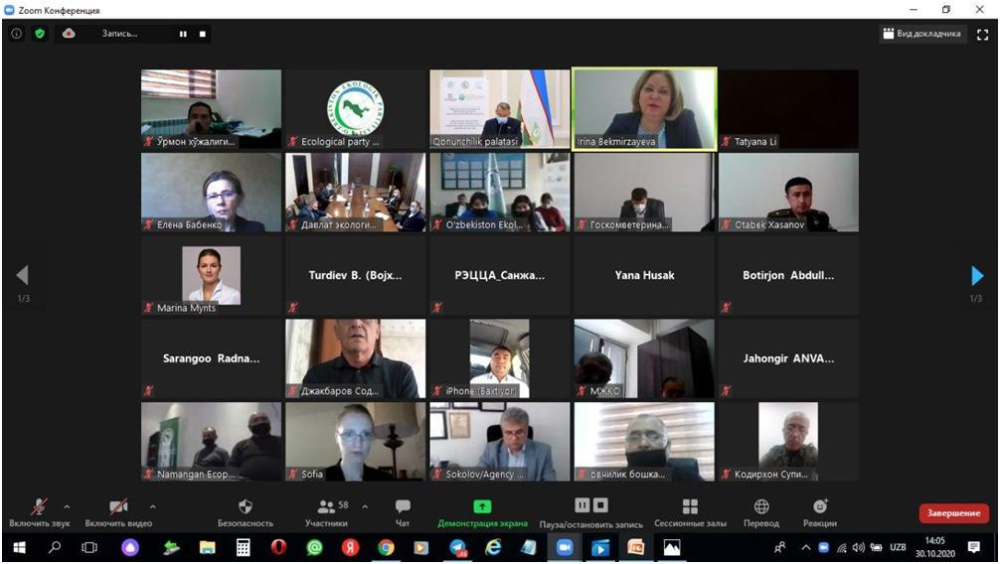 Zoom Конференция
Запись...
Вид докладчика
Ўрмон хўжалиги...
O'ZBEKISTON EKOLOGIK PARTIYASI
Ecological party ...
Qonunchilik palatasi
Irina Bekmirzayeva
Tatyana Li
Елена Бабенко
Давлат экологи...
O'zbekiston Ekol...
Госкомветерина...
Otabek Xasanov
1/3
1/3
Marina Mynts
Turdiev B. (Bojx...
РЭЦЦА_Санжа...
Yana Husak
Botirjon Abdull...
Sarangoo Radna...
Джакбаров Сод...
iPhone (Baxtiyor)
МЖКО
Jahongir ANVA...
Namangan Ecop...
Sofia
Sokolov/Agency ...
овчилик бошка...
Кодирхон Супи...
58
Включить звук
Включить видео
Безопасность
Участники
Чат
Демонстрация экрана
Пауза/остановить запись
Сессионные залы
Перевод
Реакции
Завершение
UZB
14:05
30.10.2020